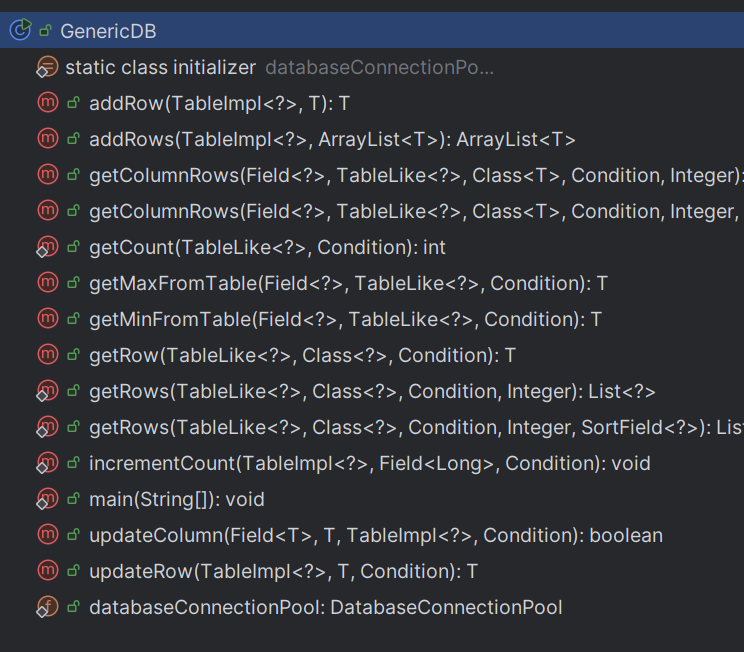 GenericDB
static class initializer databaseConnectionPo...
addRow(TableImpl<?>, T): T
addRows(TableImpl<?>, ArrayList<T>): ArrayList<T>
getColumnRows(Field<?>, TableLike<?>, Class<T>, Condition, Integer):
getColumnRows(Field<?>, TableLike<?>, Class<T>, Condition, Integer,
getCount(TableLike<?>, Condition): int
getMaxFromTable(Field<?>, TableLike<?>, Condition): T
getMinFromTable(Field<?>, TableLike<?>, Condition): T
getRow(TableLike<?>, Class<?>, Condition): T
getRows(TableLike<?>, Class<?>, Condition, Integer): List<?>
getRows(TableLike<?>, Class<?>, Condition, Integer, SortField<?>): List
incrementCount(TableImpl<?>, Field<Long>, Condition): void
main(String[]): void
updateColumn(Field<T>, T, TableImpl<?>, Condition): boolean
updateRow(TableImpl<?>, T, Condition): T
databaseConnectionPool: DatabaseConnectionPool